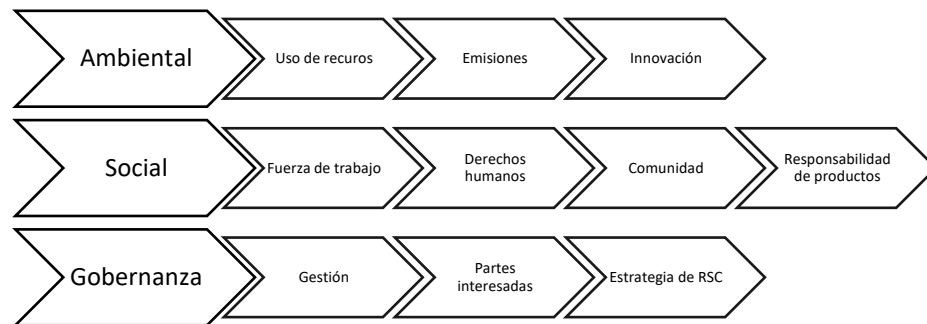 Ambiental
Uso de recuros
Emisiones
Innovación
Social
Fuerza de trabajo
Derechos
humanos
Comunidad
Responsabilidad
de productos
Gobernanza
Gestión
Partes
interesadas
Estrategia de RSC